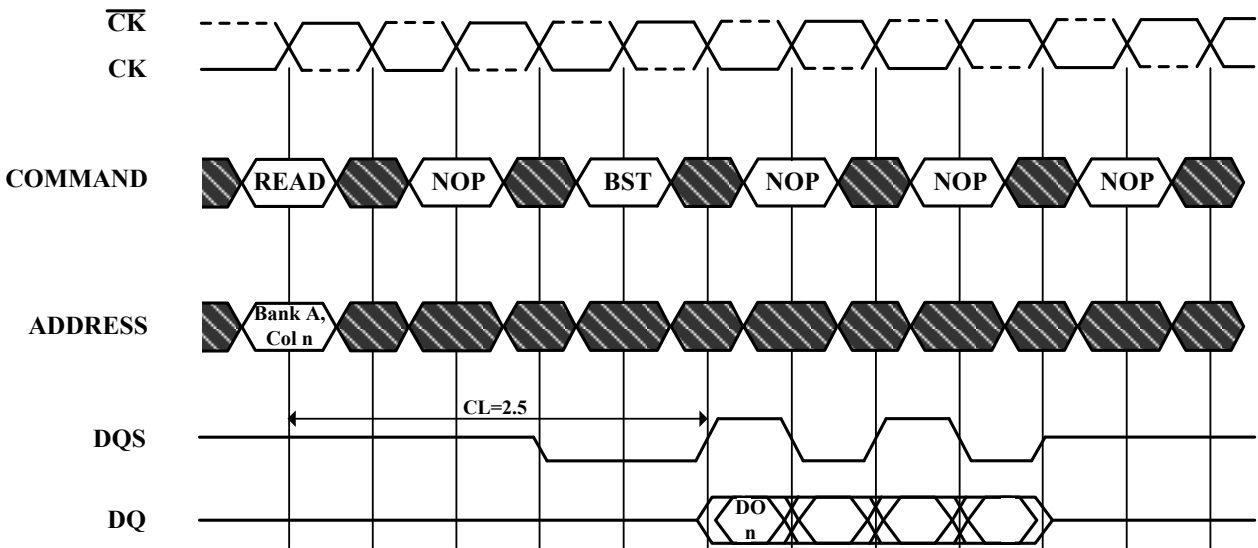 CK
CK
COMMAND READ NOP BST NOP NOP NOP
ADDRESS Bank A,
Col n
CL=2.5
DQS
DQ DO
n